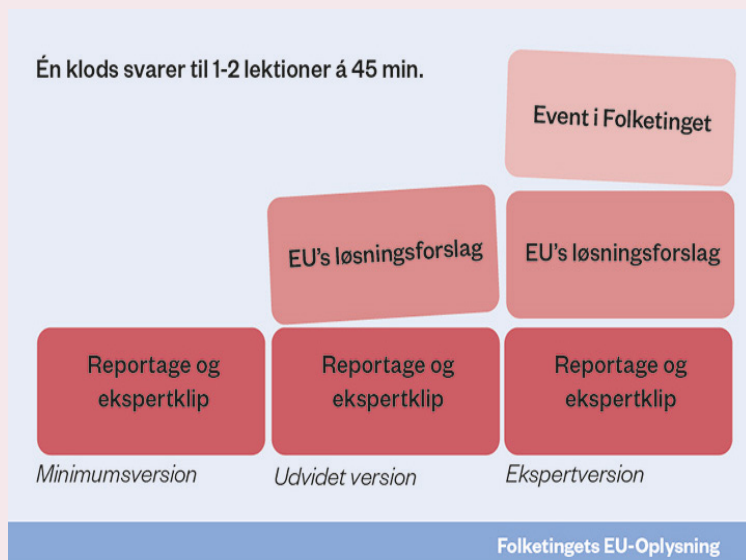 Én klods svarer til 1-2 lektioner á 45 min.
Event i Folketinget
EU's løsningsforslag
EU's løsningsforslag
Reportage og
ekspertklip
Reportage og
ekspertklip
Reportage og
ekspertklip
Minimumsversion
Udvidet version
Ekspertversion
Folketingets EU-Oplysning